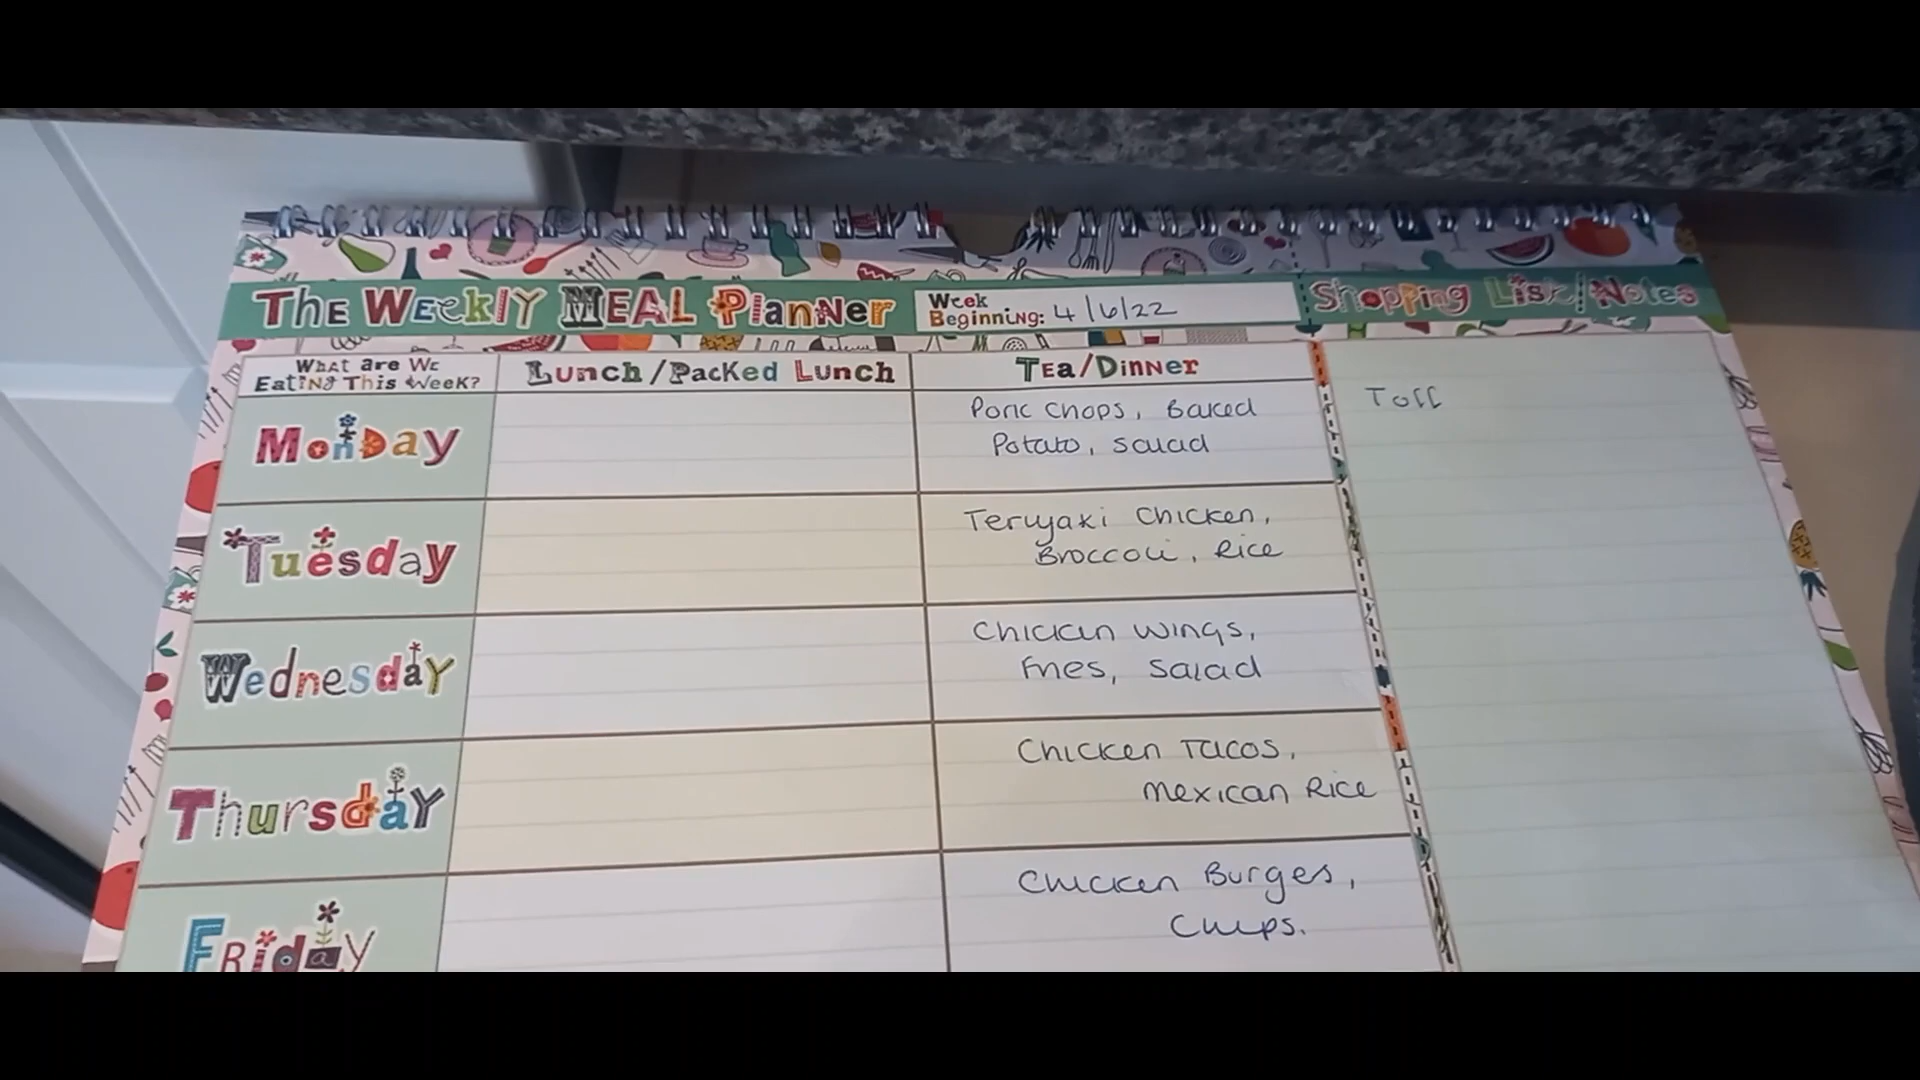 The Weekly Meal Planner
Week
Beginning: 4/6/22
Shopping List/Notes
What are We
Eating This Week?
Lunch/Packed Lunch
Tea/Dinner
Monday
Pork Chops, Baked
Potato, Salad
Toff
Tuesday
Teriyaki Chicken,
Broccoli, Rice
Wednesday
Chicken Wings,
Fries, Salad
Thursday
Chicken Tacos,
Mexican Rice
Friday
Chicken Burges,
Chips.